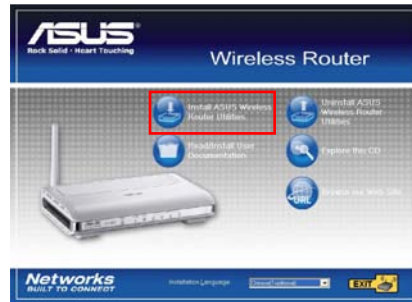 ASUS
Rock Solid · Heart Touching
Wireless Router
Install ASUS Wireless
Router Utilities
Uninstall ASUS
Wireless Router
Utilities
Read/Install User
Documentation
Explore this CD
Browse our Web Site
URL
Networks
BUILT TO CONNECT
Installation Language
EXIT